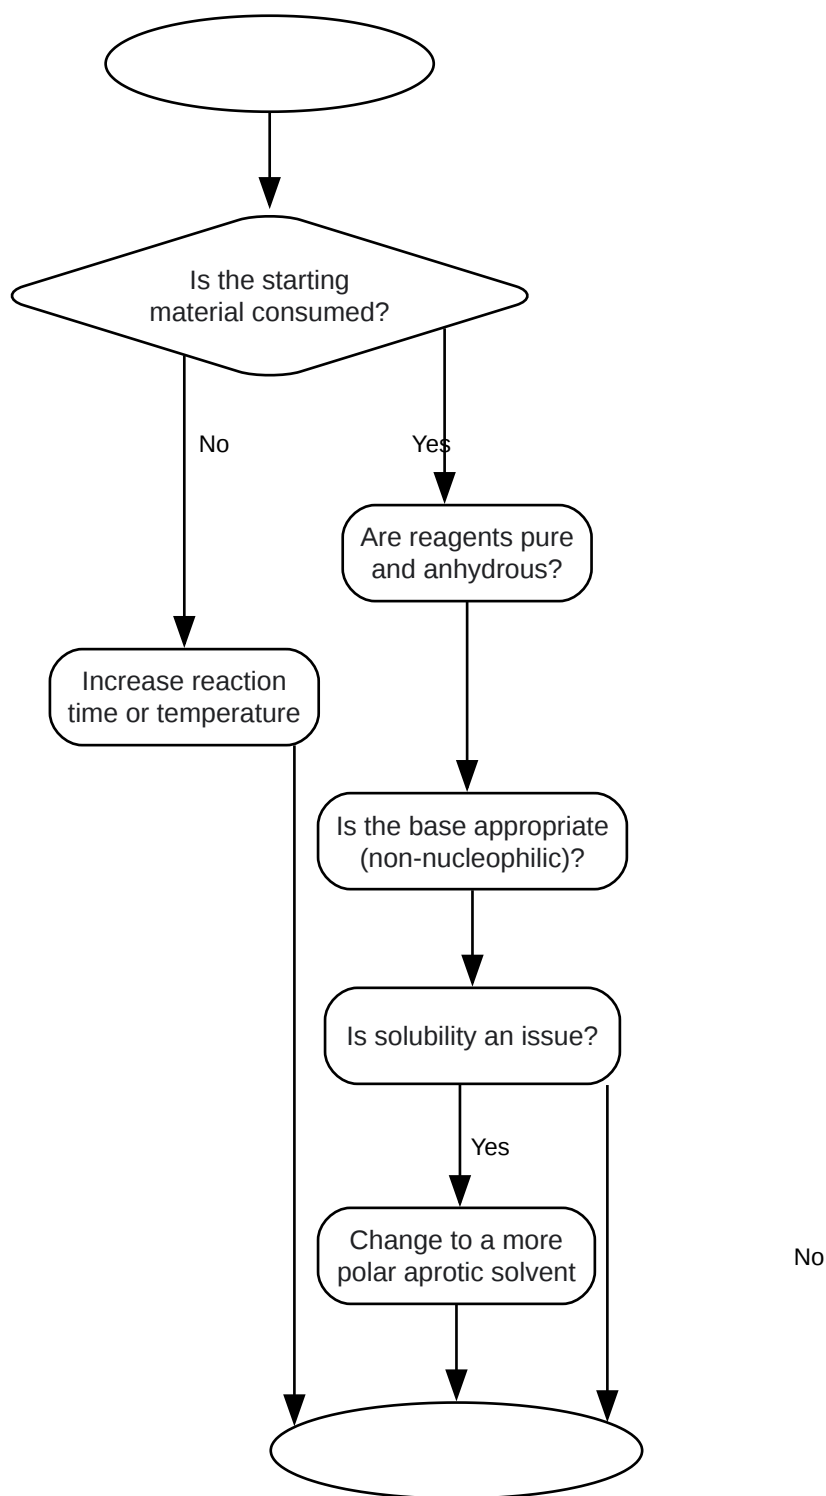 Is the starting
material consumed?
No
Yes
Are reagents pure
and anhydrous?
Increase reaction
time or temperature
Is the base appropriate
(non-nucleophilic)?
Is solubility an issue?
Yes
Change to a more
polar aprotic solvent
No